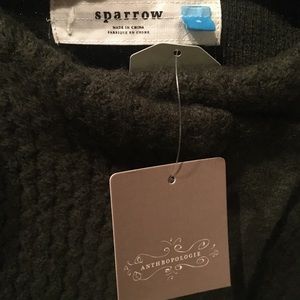 sparrow
MADE IN CHINA
FABRIQUÉ EN CHINE
ANTHROPOLOGIE